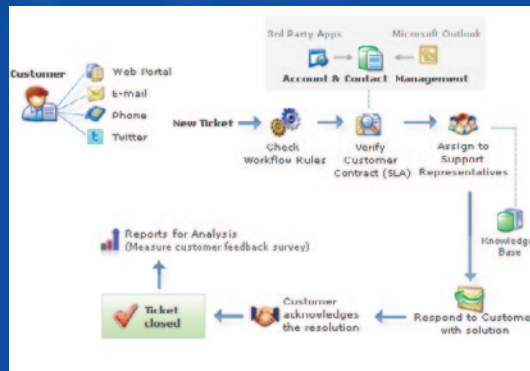 3rd Party Apps
Microsoft Outlook
Account & Contact Management
Customer
Web Portal
E-mail
Phone
Twitter
New Ticket
Check
Workflow Rules
Verify
Customer
Contract (SLA)
Assign to
Support
Representatives
Knowledge
Base
Reports for Analysis
(Measure customer feedback survey)
Ticket
closed
Customer
acknowledges
the resolution
Respond to Customer
with solution